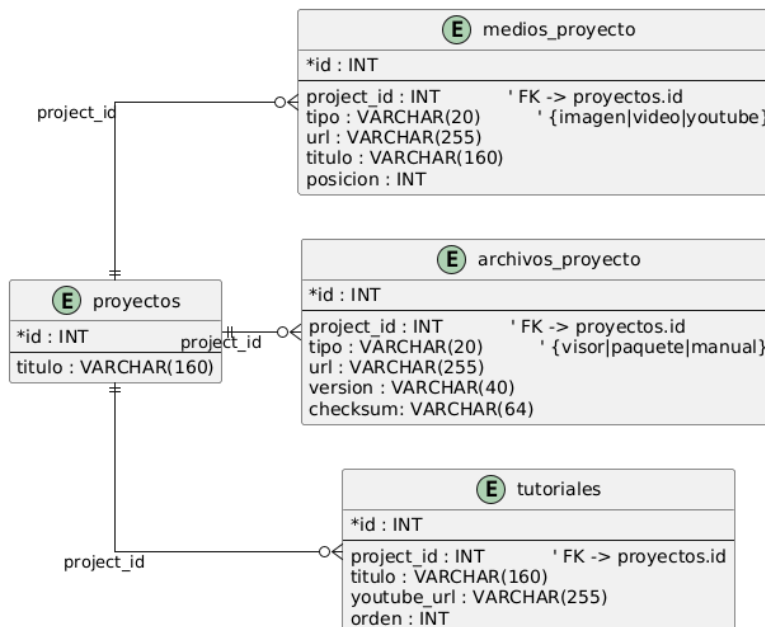 E medios_proyecto
*id : INT
project_id : INT ' FK -> proyectos.id
tipo : VARCHAR(20) ' {imagen|video|youtube}
url : VARCHAR(255)
titulo : VARCHAR(160)
posicion : INT
project_id
E archivos_proyecto
*id : INT
project_id : INT ' FK -> proyectos.id
tipo : VARCHAR(20) ' {visor|paquete|manual}
url : VARCHAR(255)
version : VARCHAR(40)
checksum: VARCHAR(64)
E proyectos
*id : INT
titulo : VARCHAR(160)
project_id
E tutoriales
*id : INT
project_id : INT ' FK -> proyectos.id
titulo : VARCHAR(160)
youtube_url : VARCHAR(255)
orden : INT
project_id